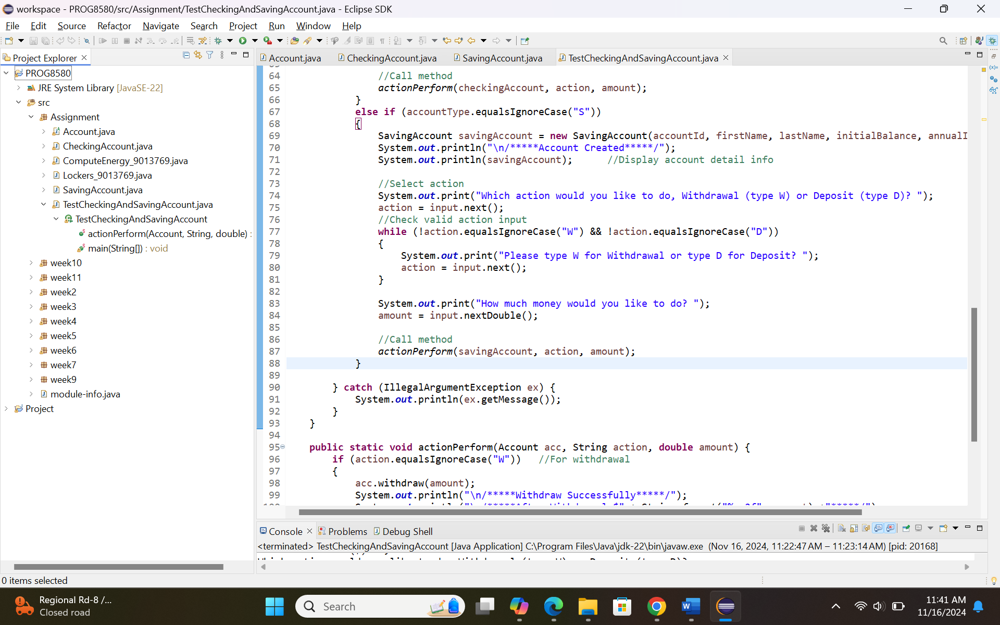 workspace - PROG8580/src/Assignment/TestCheckingAndSavingAccount.java - Eclipse SDK
File Edit Source Refactor Navigate Search Project Run Window Help
Project Explorer
PROG8580
JRE System Library [JavaSE-22]
src
Assignment
Account.java
CheckingAccount.java
ComputeEnergy_9013769.java
Lockers_9013769.java
SavingAccount.java
TestCheckingAndSavingAccount.java
TestCheckingAndSavingAccount
actionPerform(Account, String, double) :
main(String[]) : void
week10
week11
week2
week3
week4
week5
week6
week7
week9
module-info.java
Project
Account.java CheckingAccount.java SavingAccount.java TestCheckingAndSavingAccount.java
64 //Call method
65 actionPerform(checkingAccount, action, amount);
66 }
67 else if (accountType.equalsIgnoreCase("S"))
68 {
69 SavingAccount savingAccount = new SavingAccount(accountId, firstName, lastName, initialBalance, annualI
70 System.out.println("\n/*****Account Created*****/");
71 System.out.println(savingAccount); //Display account detail info
72
73 //Select action
74 System.out.print("Which action would you like to do, Withdrawal (type W) or Deposit (type D)? ");
75 action = input.next();
76 //Check valid action input
77 while (!action.equalsIgnoreCase("W") && !action.equalsIgnoreCase("D"))
78 {
79 System.out.print("Please type W for Withdrawal or type D for Deposit? ");
80 action = input.next();
81 }
82
83 System.out.print("How much money would you like to do? ");
84 amount = input.nextDouble();
85
86 //Call method
87 actionPerform(savingAccount, action, amount);
88 }
89
90 } catch (IllegalArgumentException ex) {
91 System.out.println(ex.getMessage());
92 }
93 }
94
95 public static void actionPerform(Account acc, String action, double amount) {
96 if (action.equalsIgnoreCase("W")) //For withdrawal
97 {
98 acc.withdraw(amount);
99 System.out.println("\n/*****Withdraw Successfully*****/");
Console Problems Debug Shell
<terminated> TestCheckingAndSavingAccount [Java Application] C:\Program Files\Java\jdk-22\bin\javaw.exe (Nov 16, 2024, 11:22:47 AM – 11:23:14 AM) [pid: 20168]
0 items selected
Regional Rd-8 /...
Closed road
Search
11:41 AM
11/16/2024